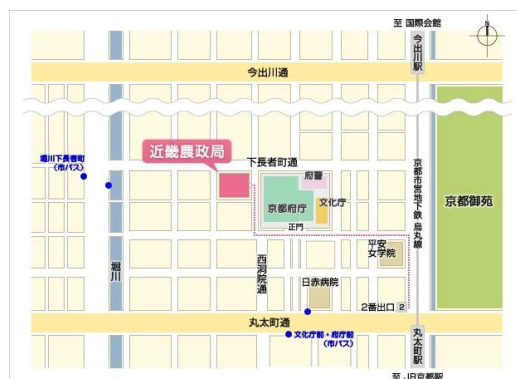 至 国際会館
今出川駅
今出川通
近畿農政局
下長者町通
府警
京都府庁
文化庁
正門
堀川下長者町
(市バス)
京都市営地下鉄 烏丸線
京都御苑
堀川
西洞院通
平安
女学院
日赤病院
2番出口 2
丸太町通
文化庁前・府庁前
(市バス)
丸太町駅
至 JR京都駅